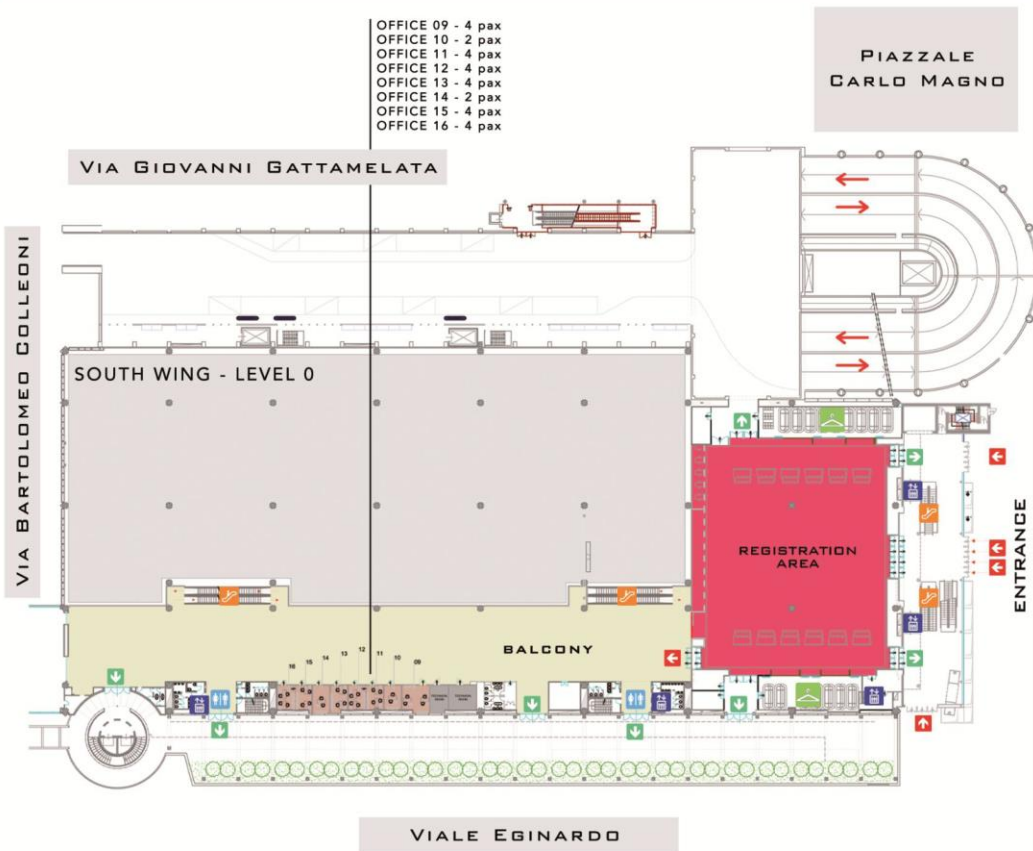 OFFICE 09 - 4 pax
OFFICE 10 - 2 pax
OFFICE 11 - 4 pax
OFFICE 12 - 4 pax
OFFICE 13 - 4 pax
OFFICE 14 - 2 pax
OFFICE 15 - 4 pax
OFFICE 16 - 4 pax
PIAZZALE
CARLO MAGNO
VIA GIOVANNI GATTAMELATA
VIA BARTOLOMEO COLLEONI
SOUTH WING - LEVEL 0
REGISTRATION
AREA
ENTRANCE
BALCONY
16 15 14 13 12 11 10 09
VIALE EGINARDO